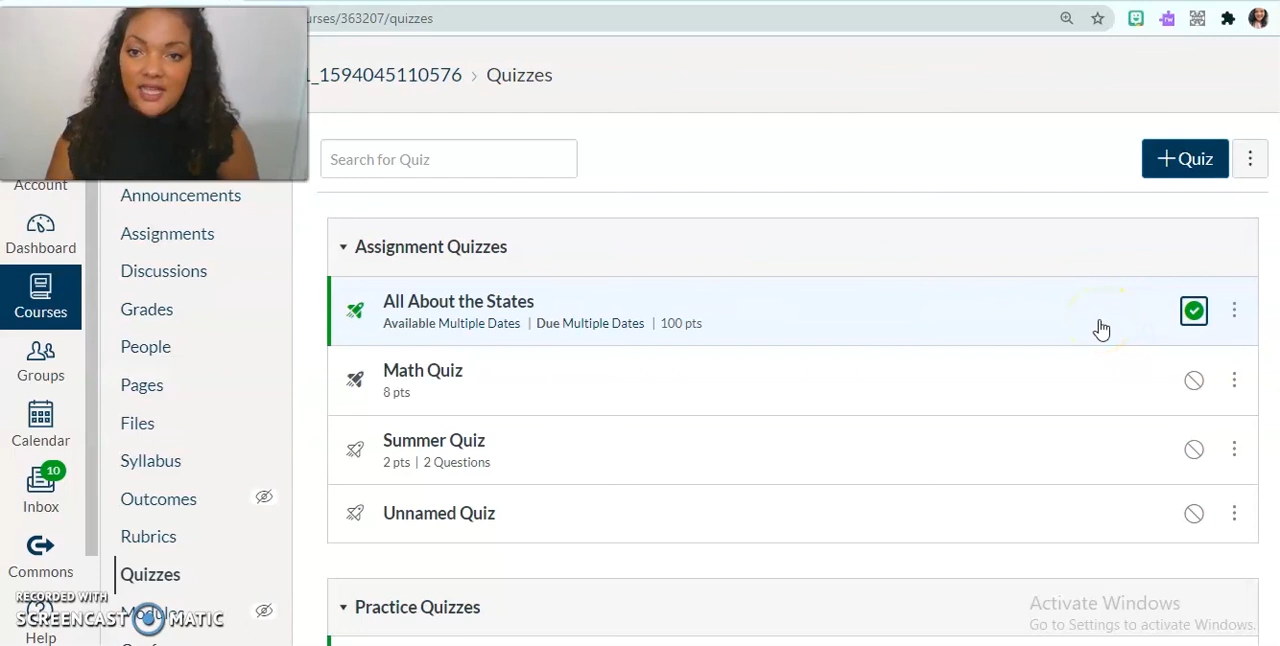 urses/363207/quizzes
_1594045110576 › Quizzes
Search for Quiz
+ Quiz
Account
Dashboard
Courses
Groups
Calendar
10
Inbox
Commons
Help
Announcements
Assignments
Discussions
Grades
People
Pages
Files
Syllabus
Outcomes
Rubrics
Quizzes
Modules
Assignment Quizzes
All About the States
Available Multiple Dates | Due Multiple Dates | 100 pts
Math Quiz
8 pts
Summer Quiz
2 pts | 2 Questions
Unnamed Quiz
Practice Quizzes
RECORDED WITH
SCREENCAST MATIC
Activate Windows
Go to Settings to activate Windows.